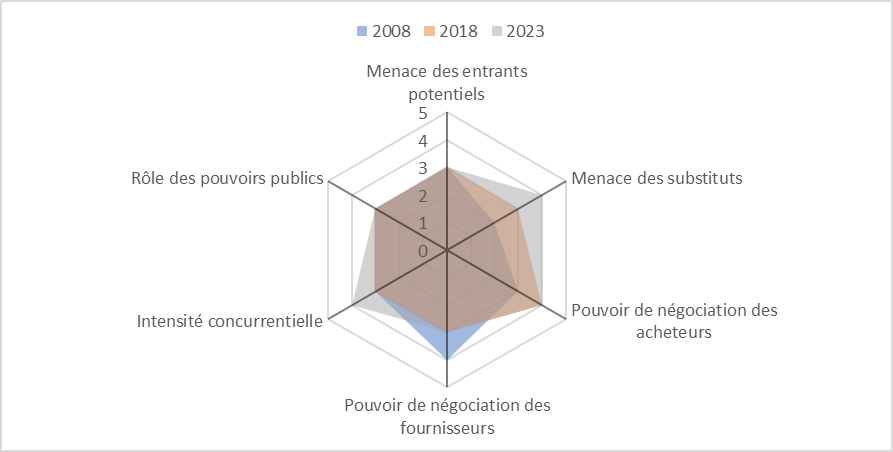 2008 2018 2023
Menace des entrants
potentiels
5
4
3
2
1
0
Rôle des pouvoirs publics
Menace des substituts
Intensité concurrentielle
Pouvoir de négociation des
acheteurs
Pouvoir de négociation des
fournisseurs